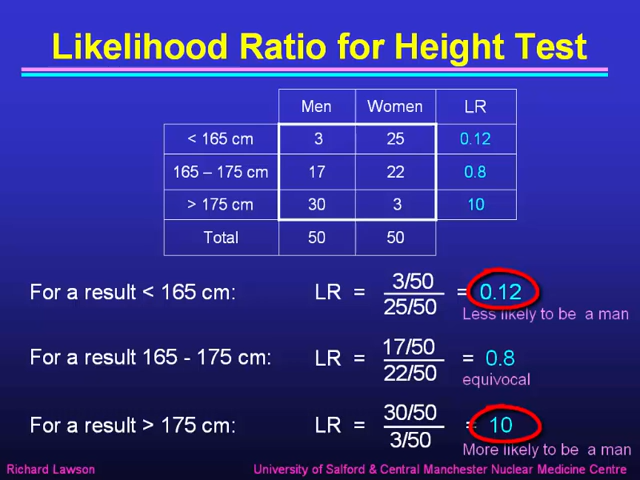 Likelihood Ratio for Height Test
Men Women LR
< 165 cm 3 25 0.12
165 – 175 cm 17 22 0.8
> 175 cm 30 3 10
Total 50 50
For a result < 165 cm: LR = 3/50 / 25/50 = 0.12
Less likely to be a man
For a result 165 - 175 cm: LR = 17/50 / 22/50 = 0.8
equivocal
For a result > 175 cm: LR = 30/50 / 3/50 = 10
More likely to be a man
Richard Lawson University of Salford & Central Manchester Nuclear Medicine Centre